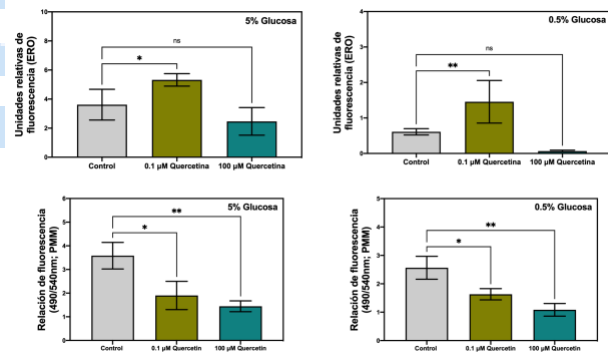 5% Glucosa
Unidades relativas de
fluorescencia (ERO)
10
8
6
4
2
0
ns
*
Control
0.1 µM Quercetina
100 µM Quercetina
0.5% Glucosa
Unidades relativas de
fluorescencia (ERO)
4
3
2
1
0
ns
**
Control
0.1 µM Quercetina
100 µM Quercetina
5% Glucosa
Relación de fluorescencia
(490/540nm; PMM)
6
5
4
3
2
1
0
**
*
Control
0.1 µM Quercetin
100 µM Quercetin
0.5% Glucosa
Relación de fluorescencia
(490/540nm; PMM)
5
4
3
2
1
0
**
*
Control
0.1 µM Quercetin
100 µM Quercetin